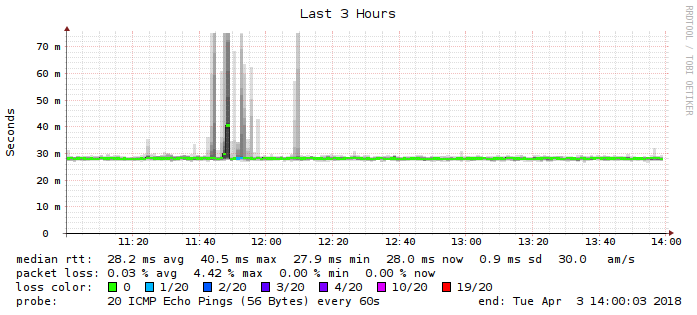 Last 3 Hours
RRDTOOL / TOBI OETIKER
Seconds
70 m
60 m
50 m
40 m
30 m
20 m
10 m
0
11:20 11:40 12:00 12:20 12:40 13:00 13:20 13:40 14:00
median rtt: 28.2 ms avg 40.5 ms max 27.9 ms min 28.0 ms now 0.9 ms sd 30.0 am/s
packet loss: 0.03 % avg 4.42 % max 0.00 % min 0.00 % now
loss color: 0 1/20 2/20 3/20 4/20 10/20 19/20
probe: 20 ICMP Echo Pings (56 Bytes) every 60s end: Tue Apr 3 14:00:03 2018